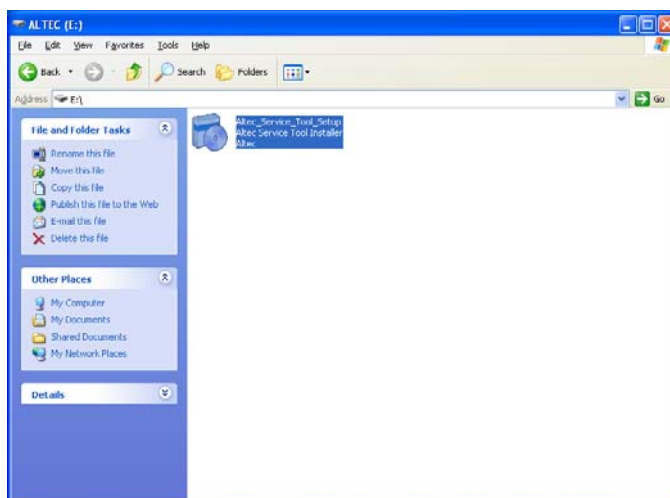 ALTEC (E:)
File Edit View Favorites Tools Help
Back Search Folders
Address E:\ Go
File and Folder Tasks
Rename this file
Move this file
Copy this file
Publish this file to the Web
E-mail this file
Delete this file
Other Places
My Computer
My Documents
Shared Documents
My Network Places
Details
Altec_Service_Tool_Setup
Altec Service Tool Installer
Altec